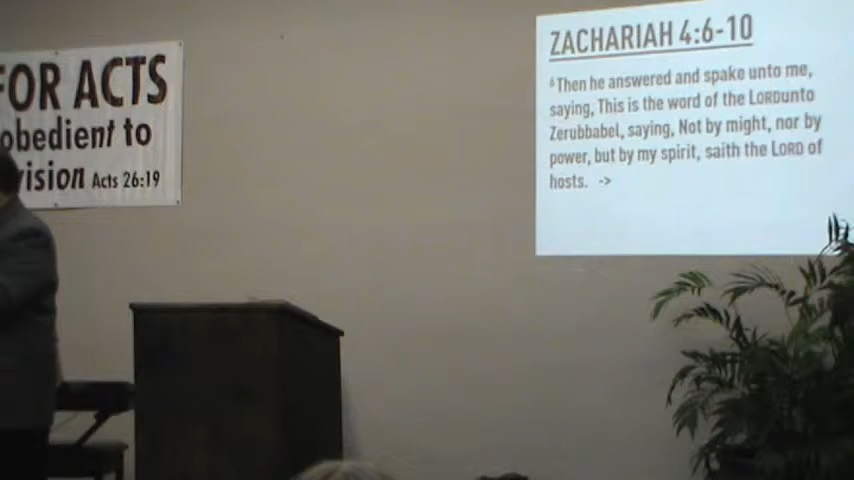 FOR ACTS
obedient to
vision Acts 26:19
ZACHARIAH 4:6-10
6 Then he answered and spake unto me,
saying, This is the word of the LORDunto
Zerubbabel, saying, Not by might, nor by
power, but by my spirit, saith the LORD of
hosts. ->